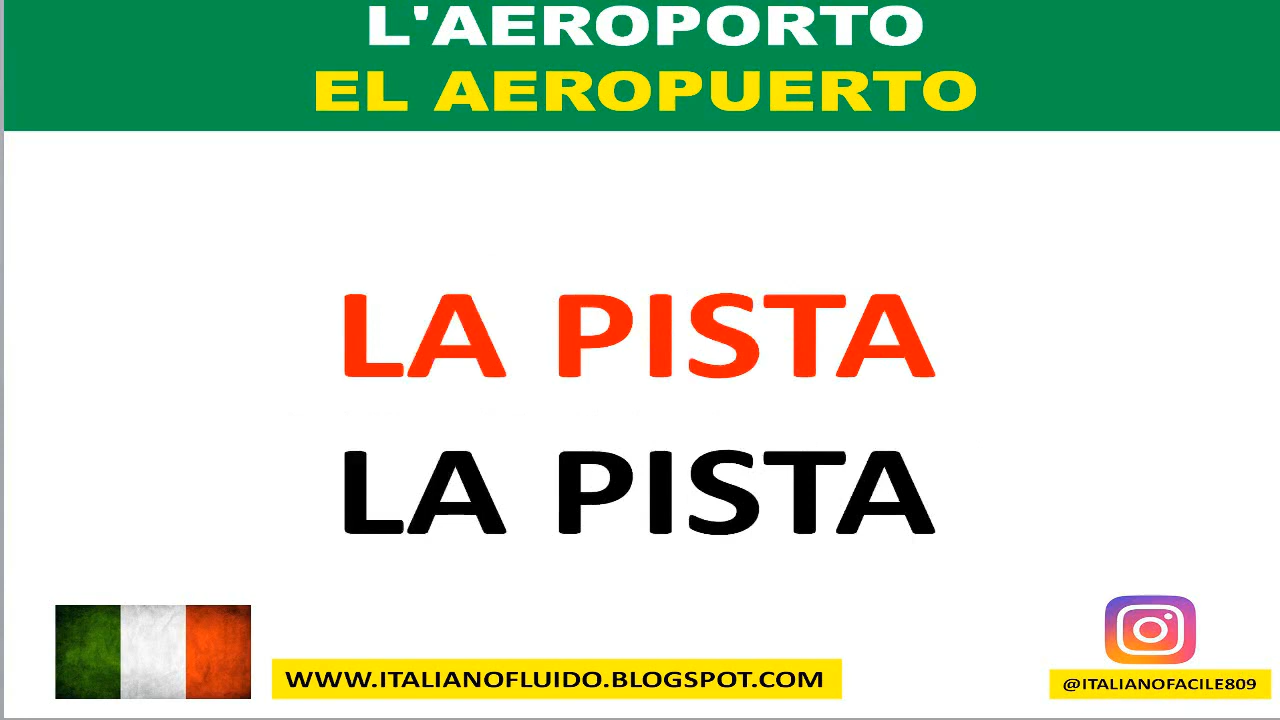 L'AEROPORTO
EL AEROPUERTO
LA PISTA
LA PISTA
WWW.ITALIANOFLUIDO.BLOGSPOT.COM
@ITALIANOFACILE809